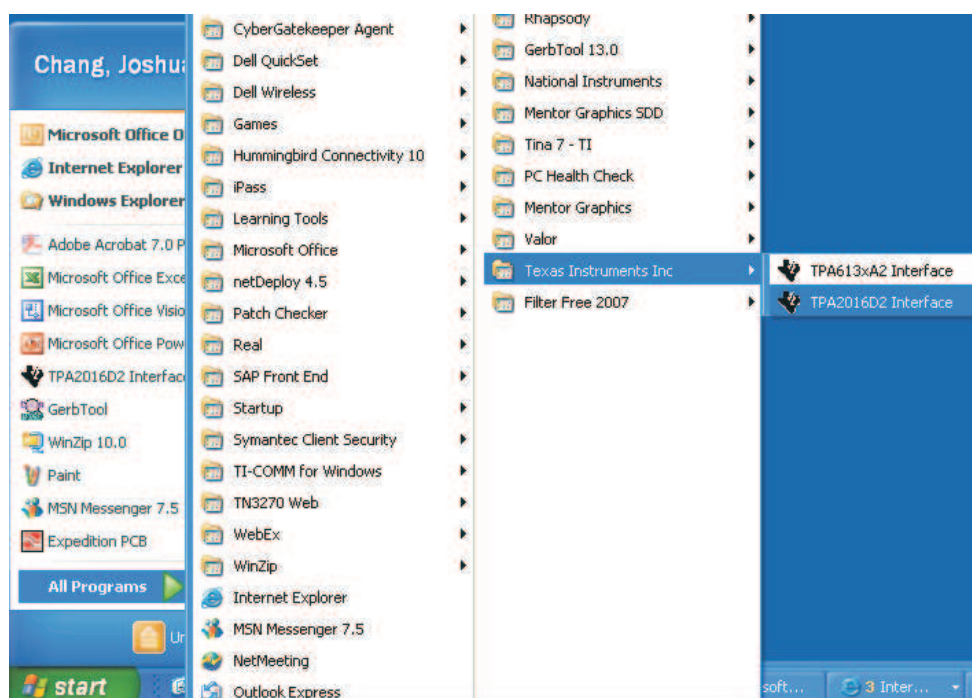 Chang, Joshua
Microsoft Office O
Internet Explorer
Windows Explorer
Adobe Acrobat 7.0 P
Microsoft Office Exce
Microsoft Office Visio
Microsoft Office Pow
TPA2016D2 Interface
GerbTool
WinZip 10.0
Paint
MSN Messenger 7.5
Expedition PCB
All Programs
Un
start
CyberGatekeeper Agent
Dell QuickSet
Dell Wireless
Games
Hummingbird Connectivity 10
iPass
Learning Tools
Microsoft Office
netDeploy 4.5
Patch Checker
Real
SAP Front End
Startup
Symantec Client Security
TI-COMM for Windows
TN3270 Web
WebEx
WinZip
Internet Explorer
MSN Messenger 7.5
NetMeeting
Outlook Express
Rhapsody
GerbTool 13.0
National Instruments
Mentor Graphics SDD
Tina 7 - TI
PC Health Check
Mentor Graphics
Valor
Texas Instruments Inc
Filter Free 2007
TPA613xA2 Interface
TPA2016D2 Interface
soft...
3 Inter...